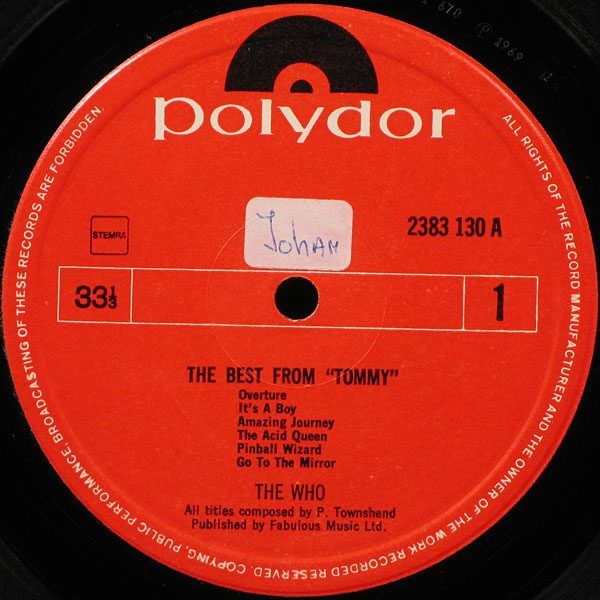 670 ℗ 1969
polydor
ALL RIGHTS OF THE RECORD MANUFACTURER AND THE OWNER OF THE WORK RECORDED RESERVED. COPYING, PUBLIC PERFORMANCE, BROADCASTING OF THESE RECORDS ARE FORBIDDEN.
Johan
STEMRA
2383 130 A
33⅓
1
THE BEST FROM "TOMMY"
Overture
It's A Boy
Amazing Journey
The Acid Queen
Pinball Wizard
Go To The Mirror
THE WHO
All titles composed by P. Townshend
Published by Fabulous Music Ltd.